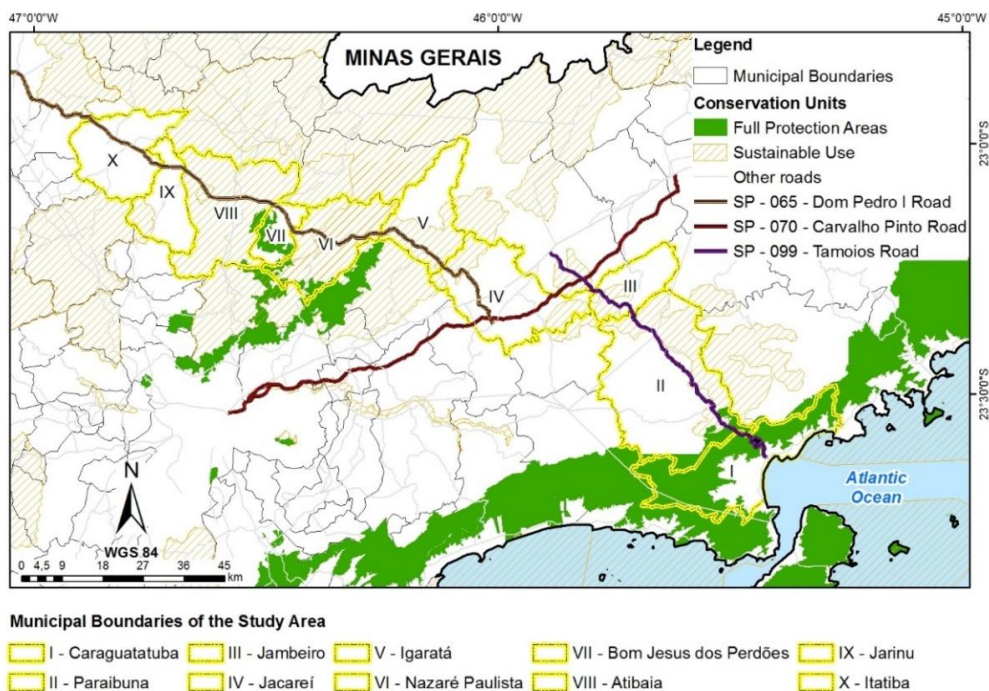 47°0'0"W
46°0'0"W
45°0'0"W
MINAS GERAIS
Legend
Municipal Boundaries
Conservation Units
Full Protection Areas
Sustainable Use
Other roads
SP - 065 - Dom Pedro I Road
SP - 070 - Carvalho Pinto Road
SP - 099 - Tamoios Road
23°0'0"S
23°30'0"S
X
IX
VIII
VII
VI
V
IV
III
II
I
Atlantic
Ocean
N
WGS 84
0 4,5 9 18 27 36 45
km
Municipal Boundaries of the Study Area
I - Caraguatatuba
III - Jambeiro
V - Igaratá
VII - Bom Jesus dos Perdões
IX - Jarinu
II - Paraibuna
IV - Jacareí
VI - Nazaré Paulista
VIII - Atibaia
X - Itatiba